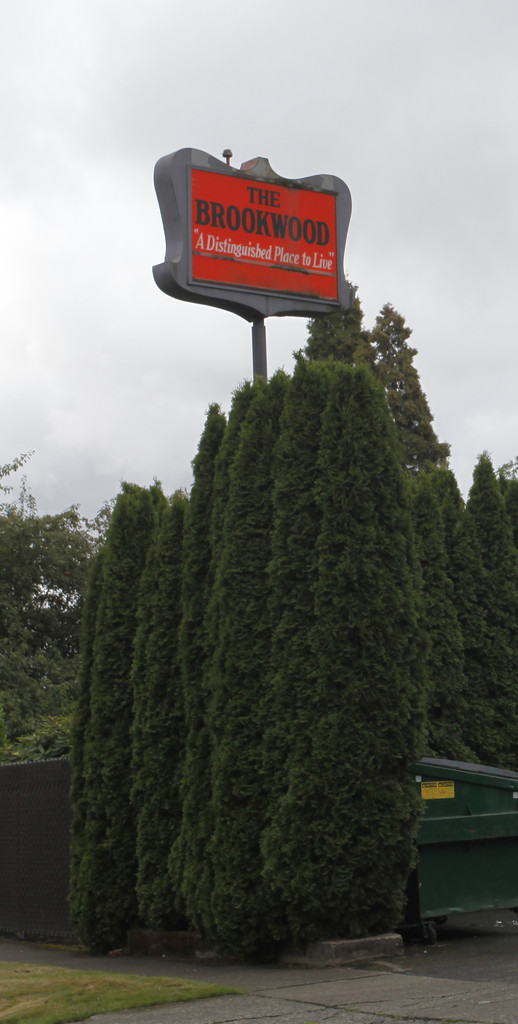 THE
BROOKWOOD
"A Distinguished Place to Live"